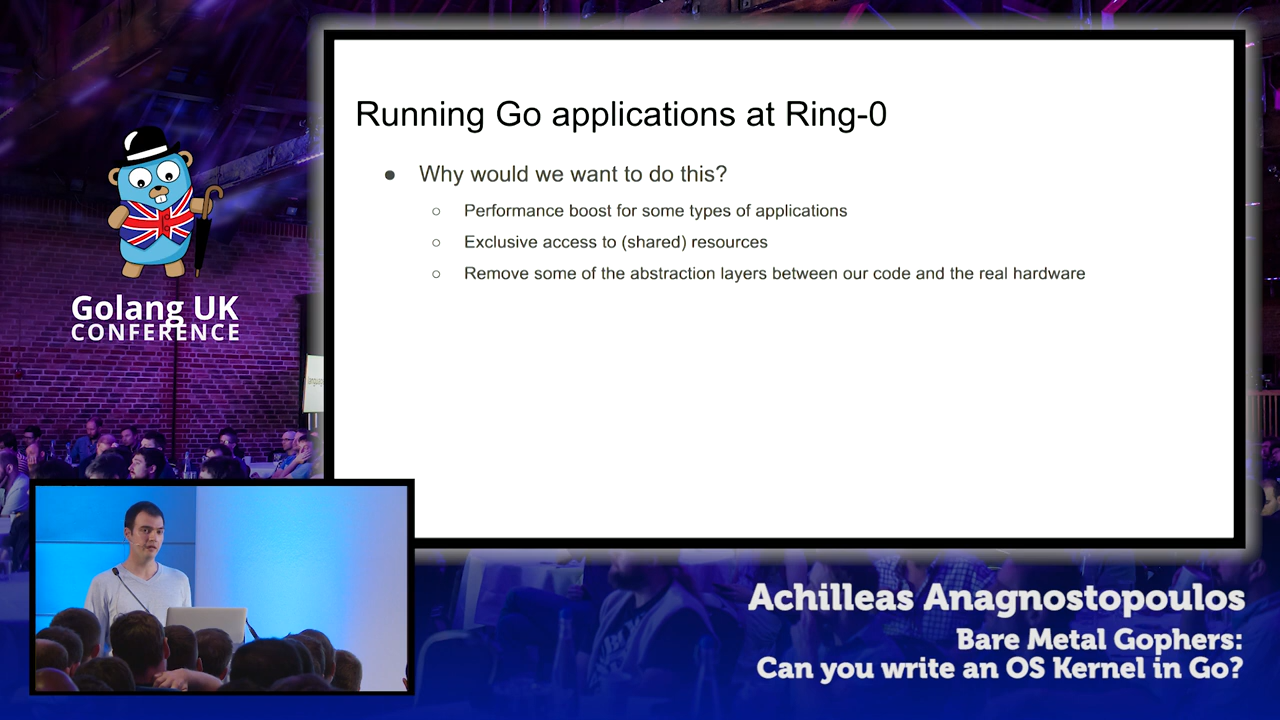 Running Go applications at Ring-0
● Why would we want to do this?
○ Performance boost for some types of applications
○ Exclusive access to (shared) resources
○ Remove some of the abstraction layers between our code and the real hardware
Golang UK
CONFERENCE
Achilleas Anagnostopoulos
Bare Metal Gophers:
Can you write an OS Kernel in Go?